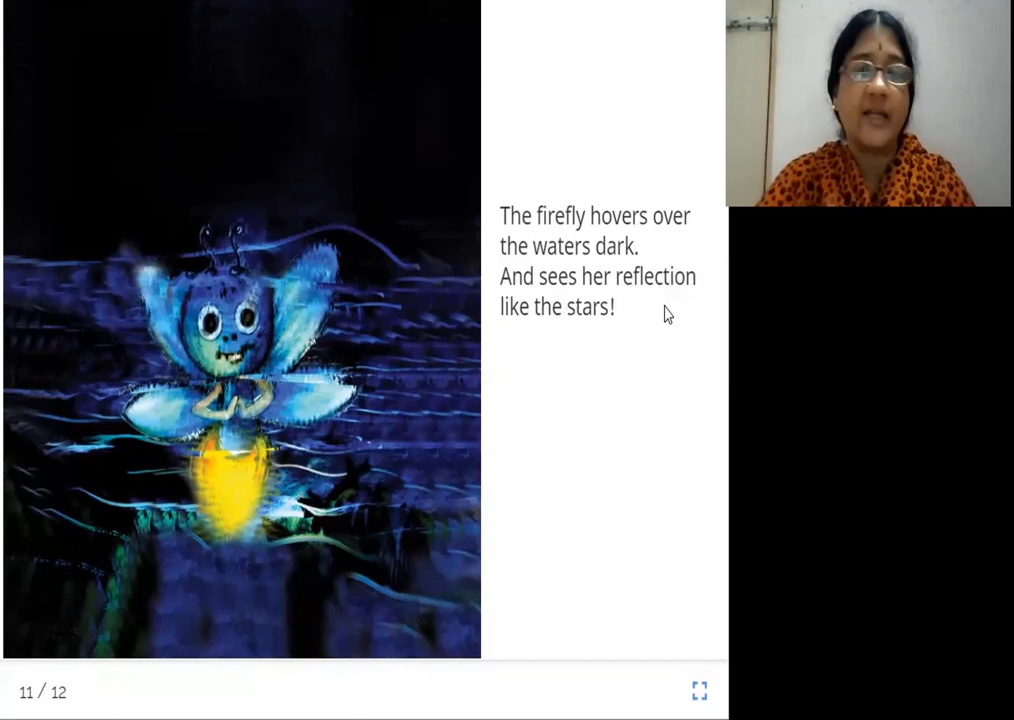 The firefly hovers over
the waters dark.
And sees her reflection
like the stars!
11 / 12